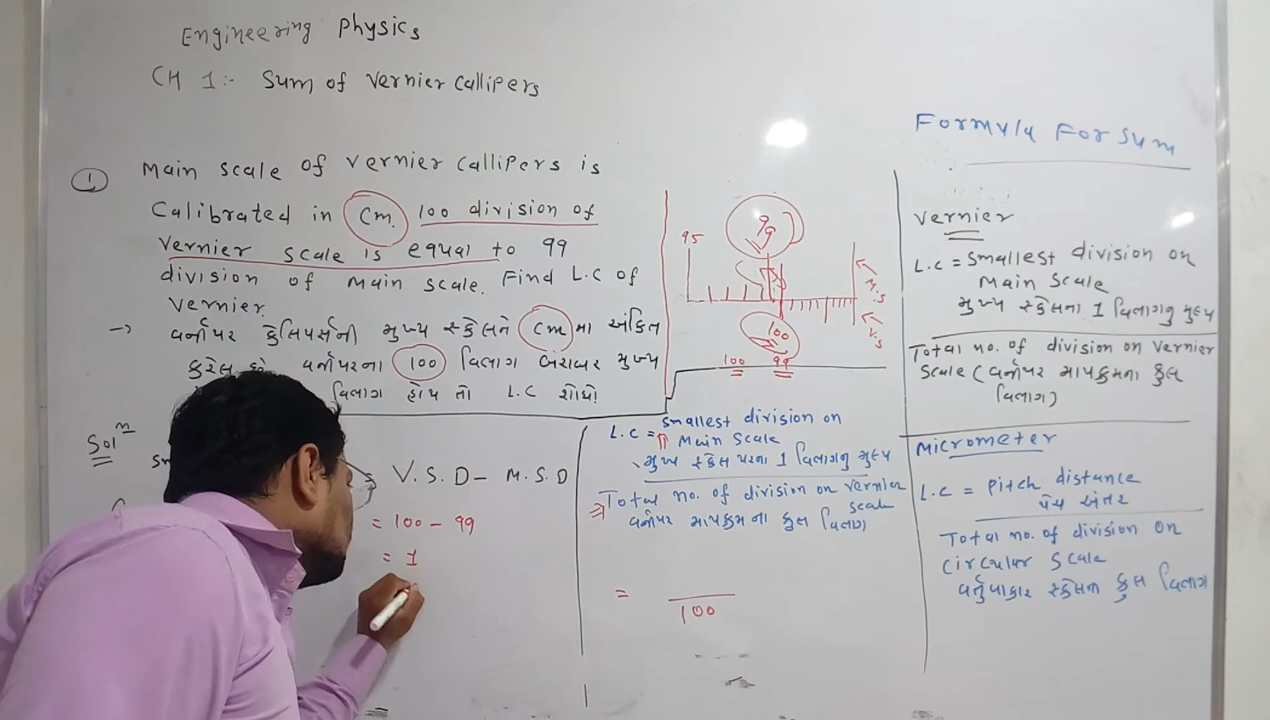 Engineering Physics
CH 1:- Sum of Vernier Callipers
① Main scale of Vernier Callipers is
Calibrated in Cm. 100 division of
Vernier scale is equal to 99
division of Main scale. Find L.C of
Vernier.
→ વર્નીયર કેલિપર્સની મુખ્ય સ્કેલને Cm મા અંકિત
કરેલ વર્નીયરના 100 વિભાગ બરાબર મુખ્ય
વિભાગ હોય તો L.C શોધો.
95
99
100
M.S
V.S
100 99
Solⁿ
V.S.D - M.S.D
= 100 - 99
= 1
L.C = smallest division on
Main Scale
મુખ્ય સ્કેલ પરના 1 વિભાગનુ મુલ્ય
Total no. of division on Vernier
scale
વર્નીયર માપક્રમ ના કુલ વિભાગ
=
100
Formula For Sum
Vernier
L.C = Smallest division on
Main Scale
મુખ્ય સ્કેલના 1 વિભાગનુ મુલ્ય
Total no. of division on Vernier
Scale (વર્નીયર માપક્રમના કુલ
વિભાગ)
Micrometer
L.C = Pitch distance
પેચ અંતર
Total no. of division on
Circular Scale
વર્તુળાકાર સ્કેલના કુલ વિભાગ